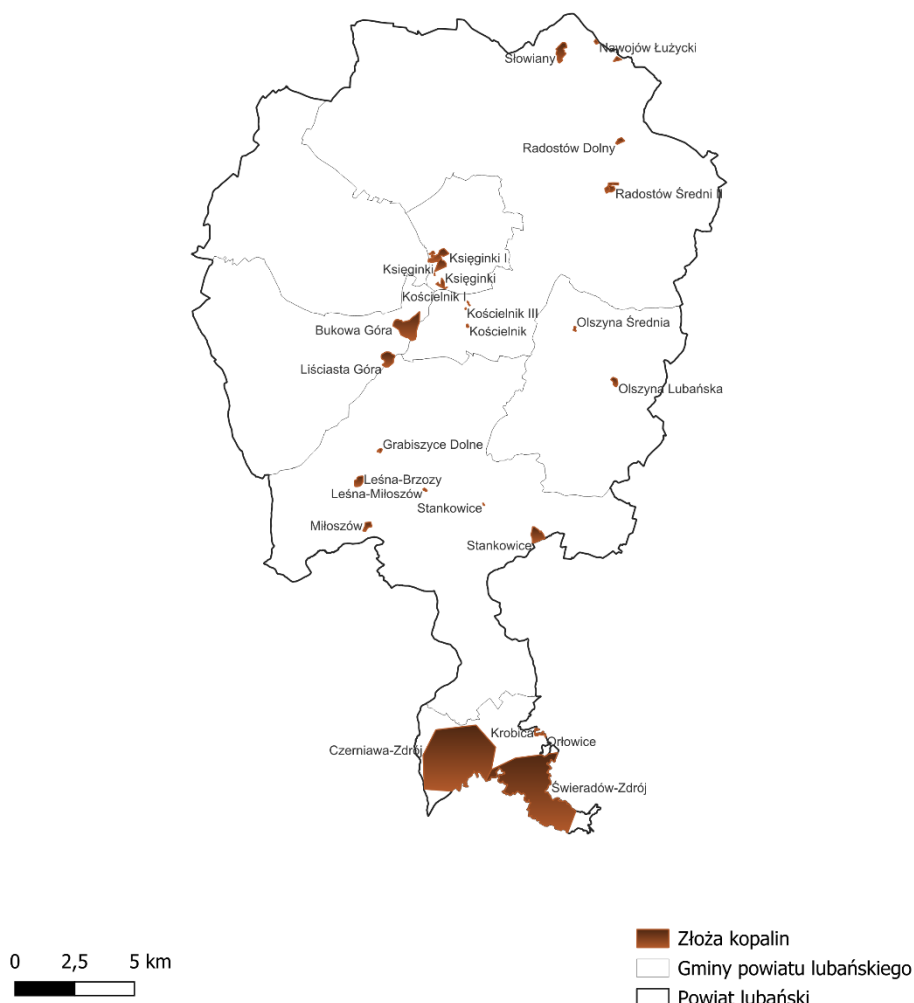 Nawojów Łużycki
Słowiany
Radostów Dolny
Radostów Średni II
Księginki I
Księginki
Księginki
Kościelnik I
Kościelnik III
Bukowa Góra
Kościelnik
Olszyna Średnia
Liściasta Góra
Olszyna Lubańska
Grabiszyce Dolne
Leśna-Brzozy
Leśna-Miłoszów
Stankowice
Miłoszów
Stankowice
Krobica
Orłowice
Czerniawa-Zdrój
Świeradów-Zdrój
Złoża kopalin
0 2,5 5 km
Gminy powiatu lubańskiego
Powiat lubański